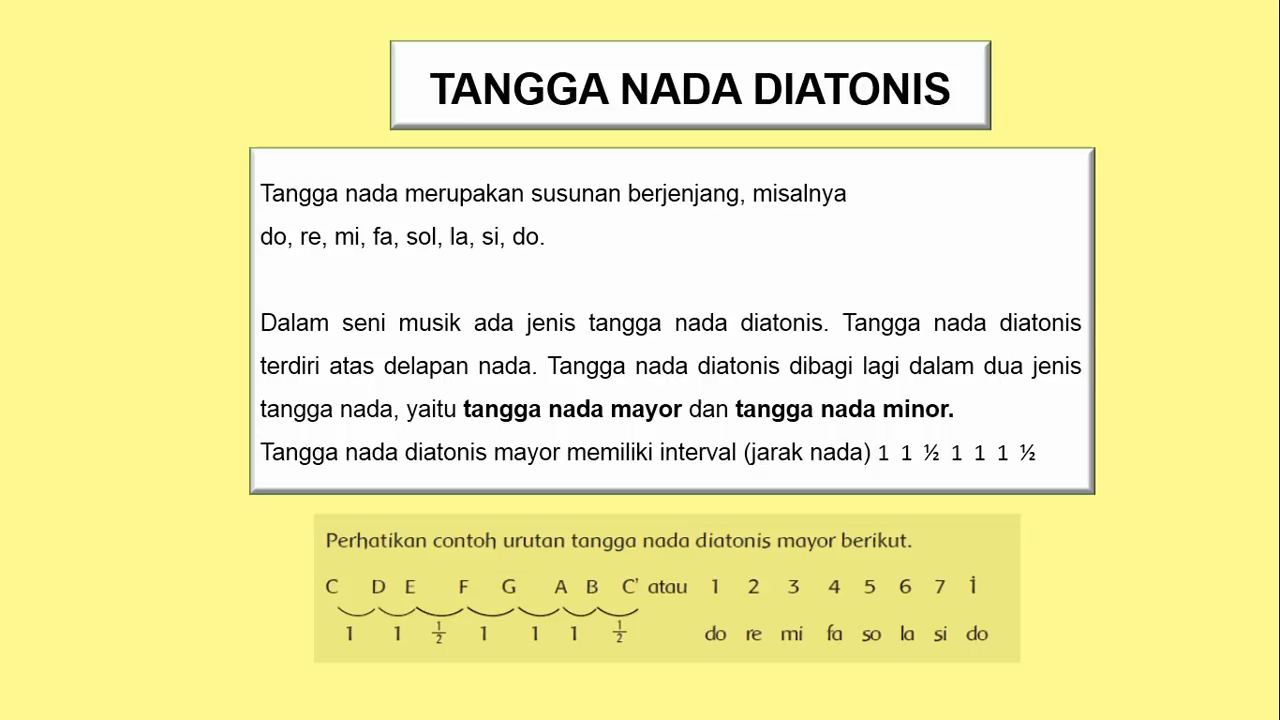 TANGGA NADA DIATONIS
Tangga nada merupakan susunan berjenjang, misalnya
do, re, mi, fa, sol, la, si, do.
Dalam seni musik ada jenis tangga nada diatonis. Tangga nada diatonis
terdiri atas delapan nada. Tangga nada diatonis dibagi lagi dalam dua jenis
tangga nada, yaitu tangga nada mayor dan tangga nada minor.
Tangga nada diatonis mayor memiliki interval (jarak nada) 1 1 ½ 1 1 1 ½
Perhatikan contoh urutan tangga nada diatonis mayor berikut.
C D E F G A B C' atau 1 2 3 4 5 6 7 i
1 1 ½ 1 1 1 ½ do re mi fa so la si do